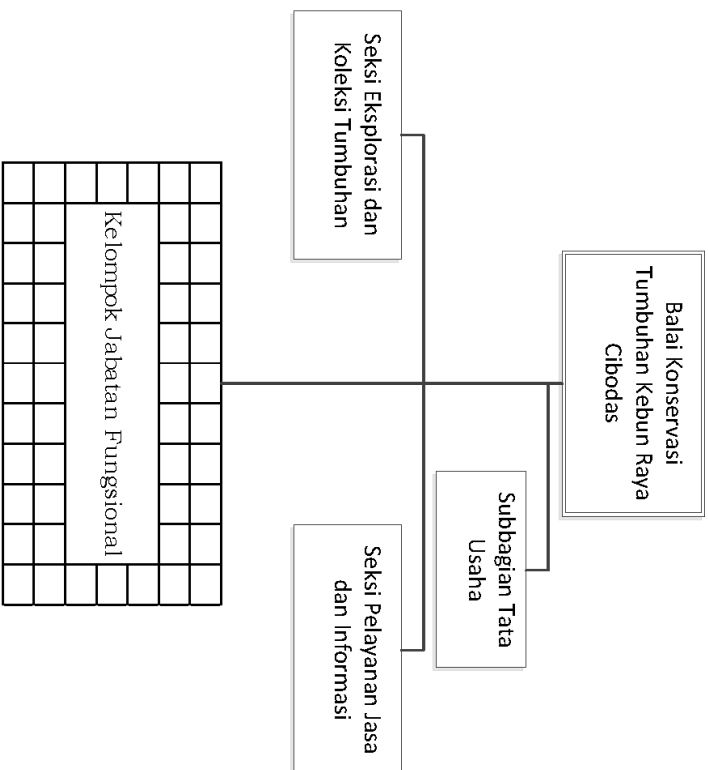 Balai Konservasi
Tumbuhan Kebun Raya
Cibodas
Subbagian Tata
Usaha
Seksi Eksplorasi dan
Koleksi Tumbuhan
Seksi Pelayanan Jasa
dan Informasi
Kelompok Jabatan Fungsional